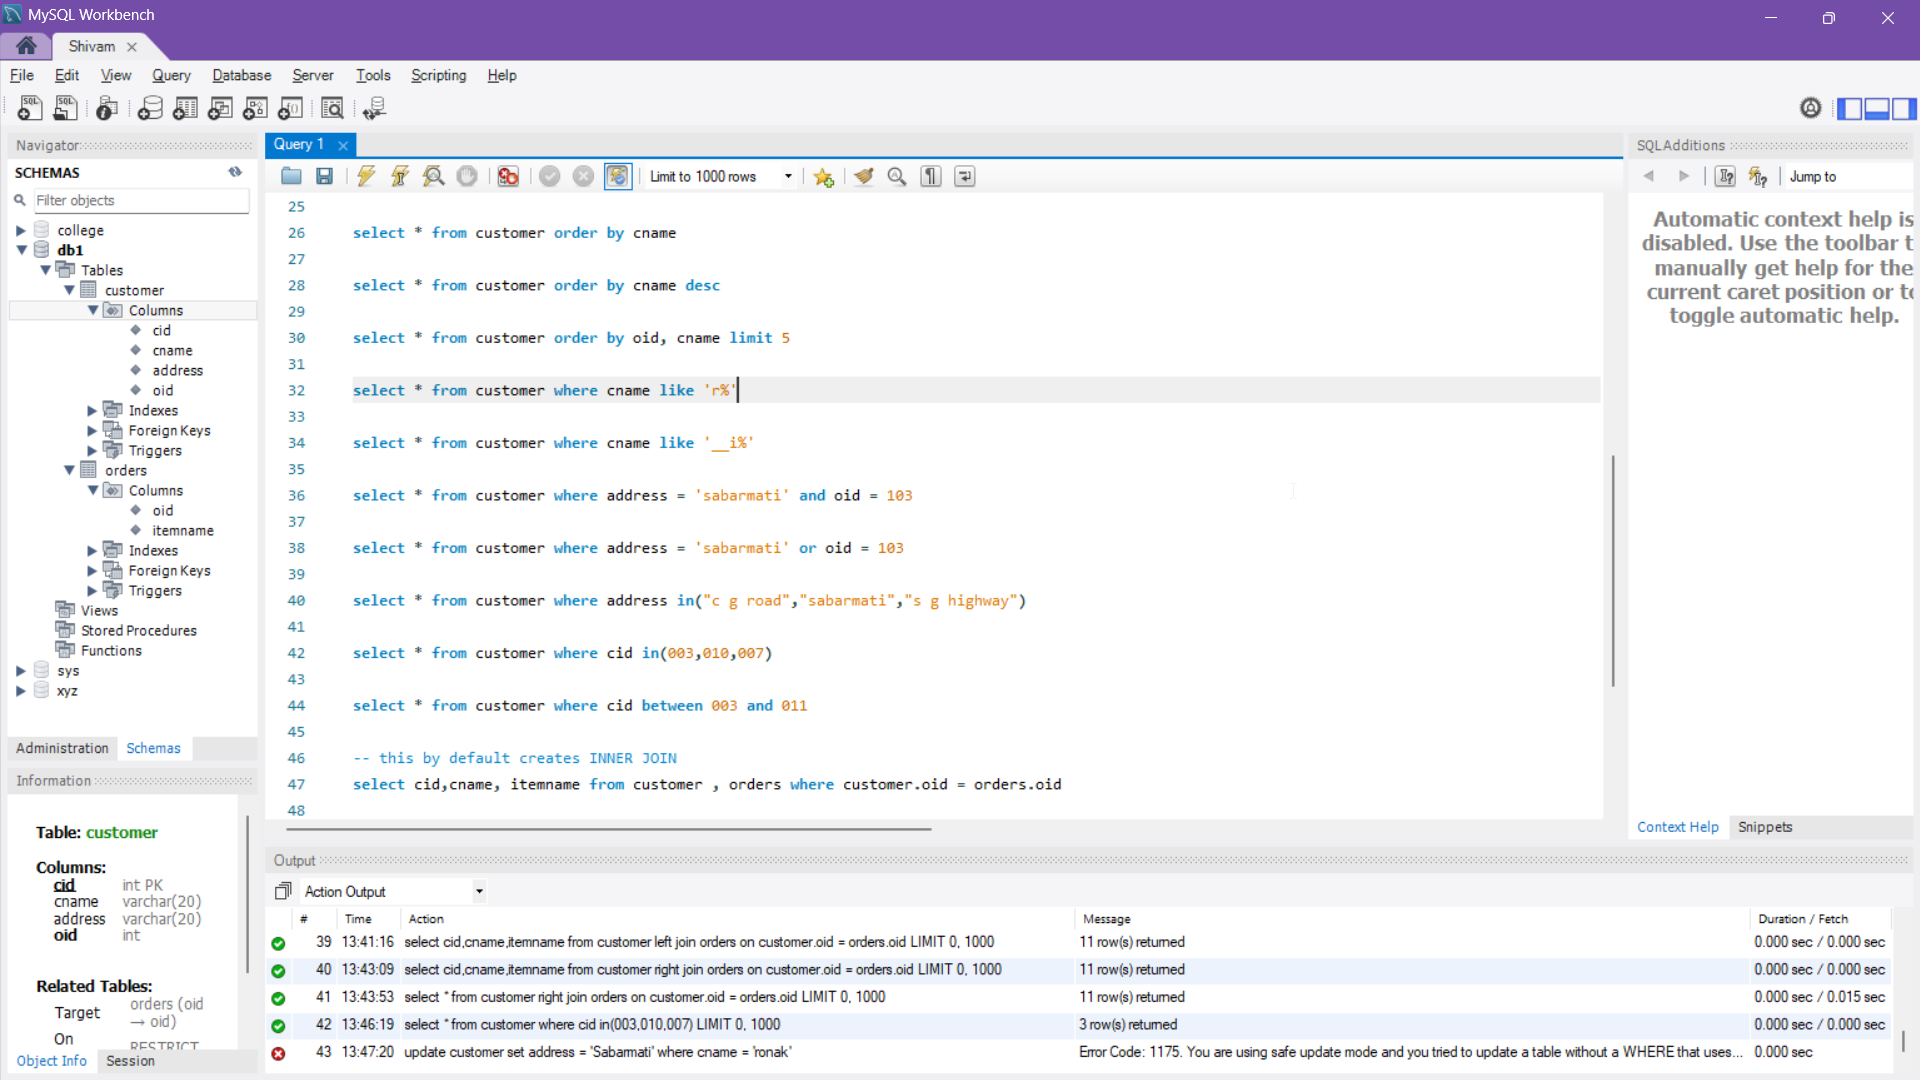 MySQL Workbench
Shivam
File Edit View Query Database Server Tools Scripting Help
Navigator
SCHEMAS
Filter objects
college
db1
Tables
customer
Columns
cid
cname
address
oid
Indexes
Foreign Keys
Triggers
orders
Columns
oid
itemname
Indexes
Foreign Keys
Triggers
Views
Stored Procedures
Functions
sys
xyz
Administration Schemas
Information
Table: customer
Columns:
cid int PK
cname varchar(20)
address varchar(20)
oid int
Related Tables:
Target orders (oid → oid)
On RESTRICT
Object Info Session
Query 1
Limit to 1000 rows
25
26 select * from customer order by cname
27
28 select * from customer order by cname desc
29
30 select * from customer order by oid, cname limit 5
31
32 select * from customer where cname like 'r%'
33
34 select * from customer where cname like '__i%'
35
36 select * from customer where address = 'sabarmati' and oid = 103
37
38 select * from customer where address = 'sabarmati' or oid = 103
39
40 select * from customer where address in("c g road","sabarmati","s g highway")
41
42 select * from customer where cid in(003,010,007)
43
44 select * from customer where cid between 003 and 011
45
46 -- this by default creates INNER JOIN
47 select cid,cname, itemname from customer , orders where customer.oid = orders.oid
48
SQLAdditions
Jump to
Automatic context help is
disabled. Use the toolbar t
manually get help for the
current caret position or to
toggle automatic help.
Context Help Snippets
Output
Action Output
# Time Action Message Duration / Fetch
39 13:41:16 select cid,cname,itemname from customer left join orders on customer.oid = orders.oid LIMIT 0, 1000 11 row(s) returned 0.000 sec / 0.000 sec
40 13:43:09 select cid,cname,itemname from customer right join orders on customer.oid = orders.oid LIMIT 0, 1000 11 row(s) returned 0.000 sec / 0.000 sec
41 13:43:53 select * from customer right join orders on customer.oid = orders.oid LIMIT 0, 1000 11 row(s) returned 0.000 sec / 0.015 sec
42 13:46:19 select * from customer where cid in(003,010,007) LIMIT 0, 1000 3 row(s) returned 0.000 sec / 0.000 sec
43 13:47:20 update customer set address = 'Sabarmati' where cname = 'ronak' Error Code: 1175. You are using safe update mode and you tried to update a table without a WHERE that uses... 0.000 sec